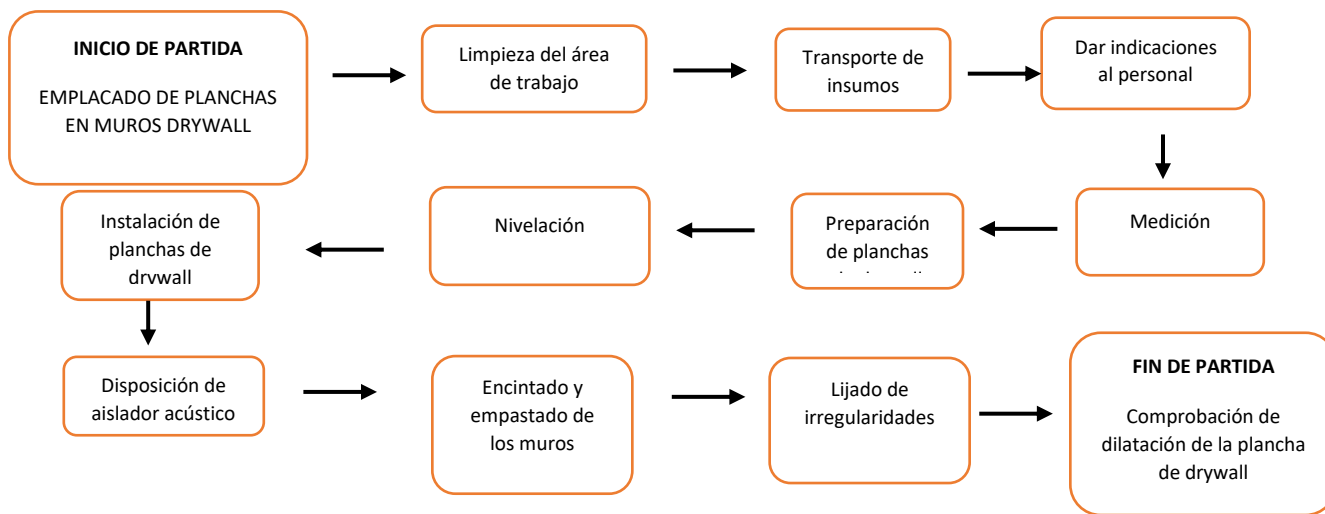 INICIO DE PARTIDA
EMPLACADO DE PLANCHAS
EN MUROS DRYWALL
Limpieza del área
de trabajo
Transporte de
insumos
Dar indicaciones
al personal
Medición
Preparación
de planchas
Nivelación
Instalación de
planchas de
drywall
Disposición de
aislador acústico
Encintado y
empastado de
los muros
Lijado de
irregularidades
FIN DE PARTIDA
Comprobación de
dilatación de la plancha
de drywall